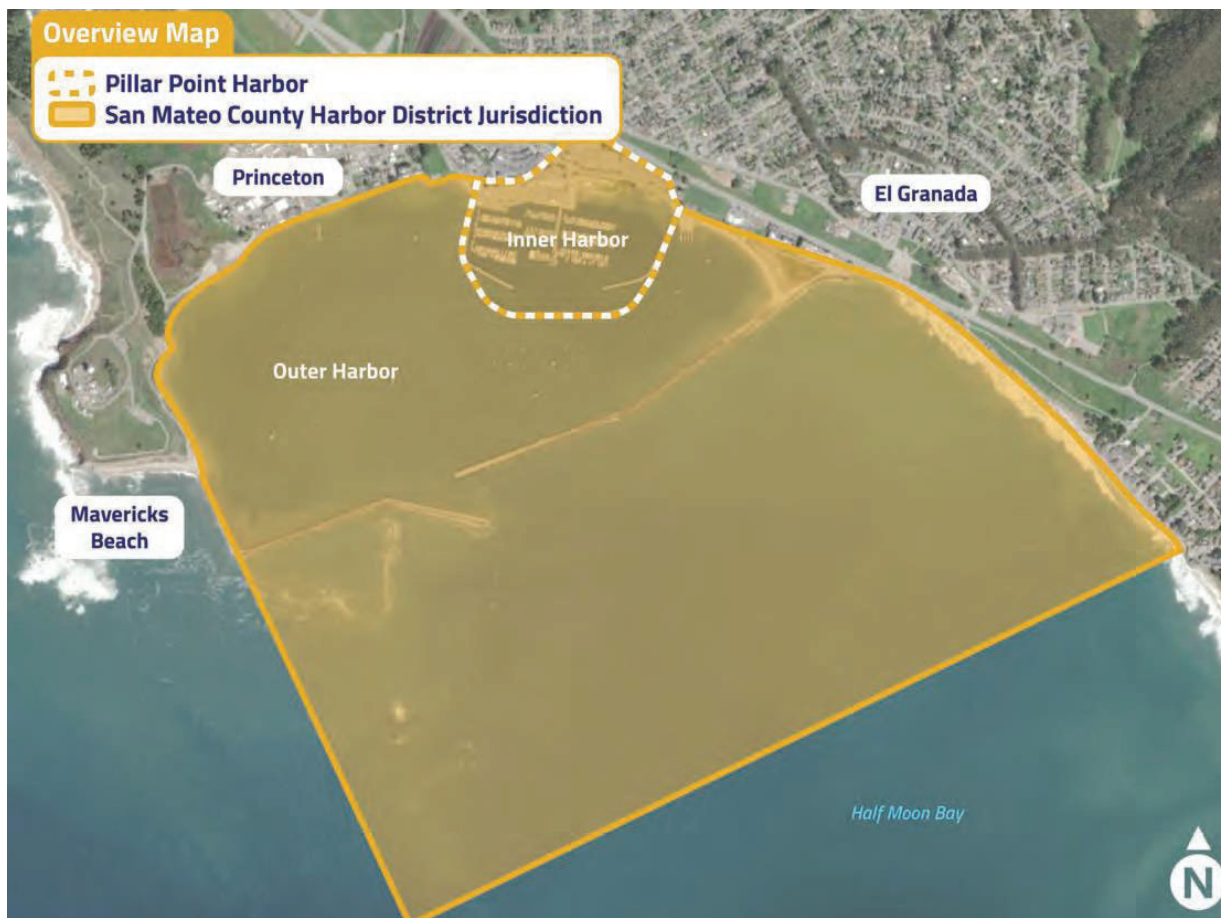 Overview Map
Pillar Point Harbor
San Mateo County Harbor District Jurisdiction
Princeton
El Granada
Inner Harbor
Outer Harbor
Mavericks
Beach
Half Moon Bay
N